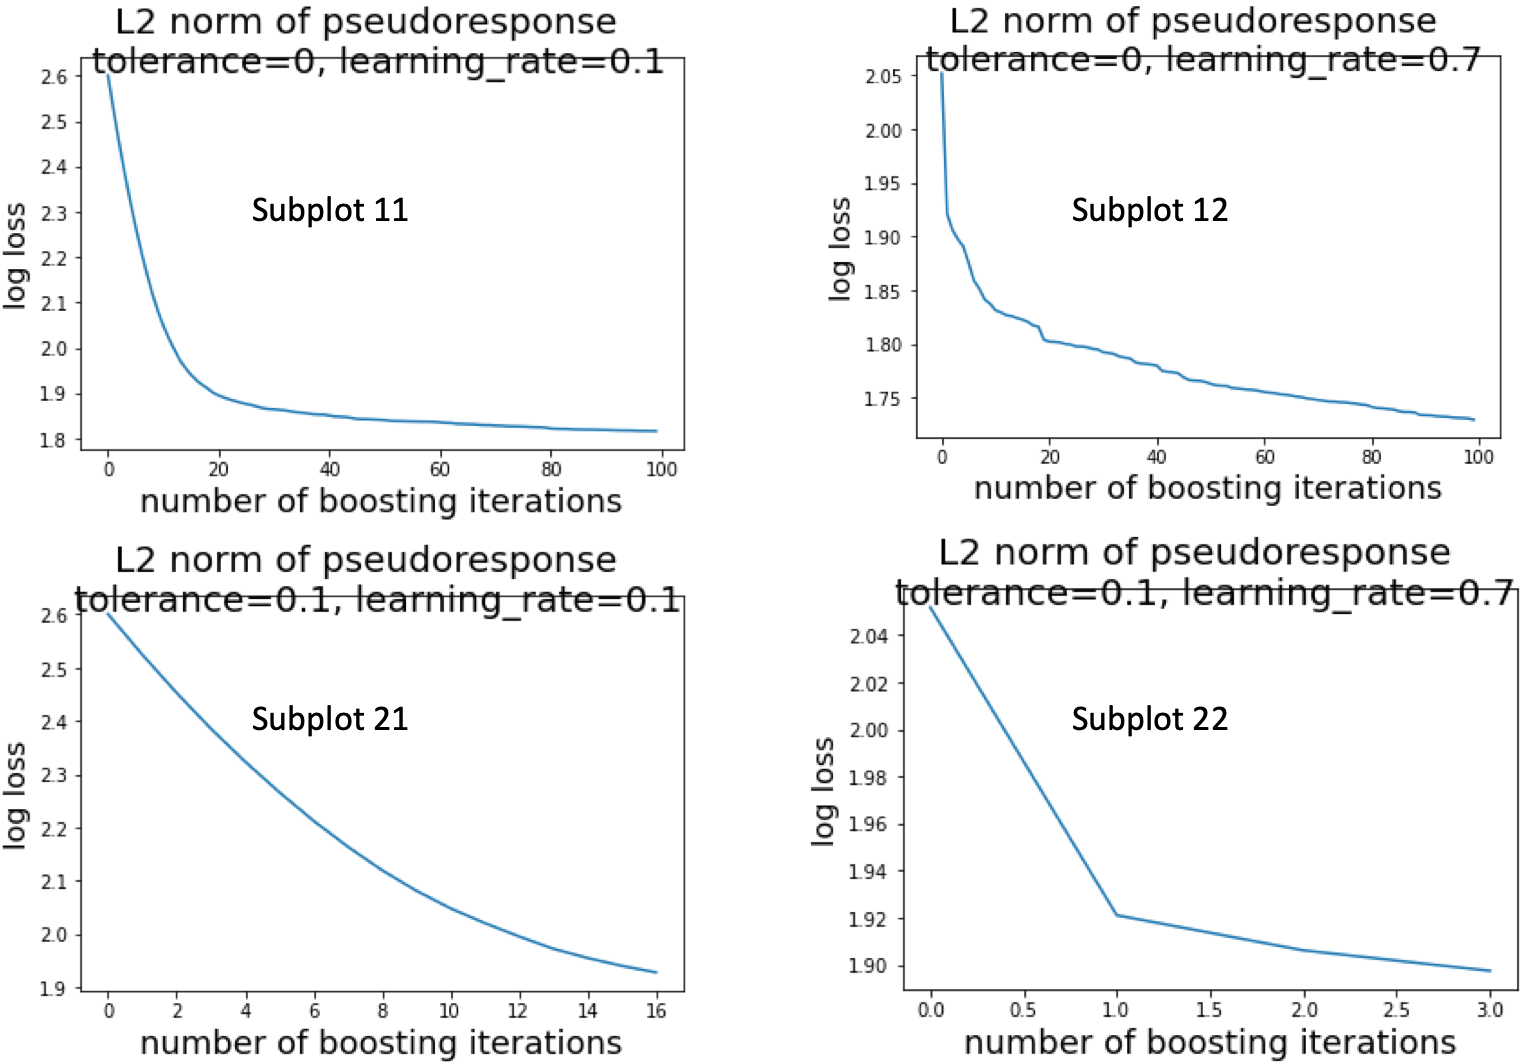 L2 norm of pseudoresponse
tolerance=0, learning_rate=0.1
2.6
2.5
2.4
2.3
2.2
2.1
2.0
1.9
1.8
log loss
Subplot 11
0 20 40 60 80 100
number of boosting iterations
L2 norm of pseudoresponse
tolerance=0, learning_rate=0.7
2.05
2.00
1.95
1.90
1.85
1.80
1.75
log loss
Subplot 12
0 20 40 60 80 100
number of boosting iterations
L2 norm of pseudoresponse
tolerance=0.1, learning_rate=0.1
2.6
2.5
2.4
2.3
2.2
2.1
2.0
1.9
log loss
Subplot 21
0 2 4 6 8 10 12 14 16
number of boosting iterations
L2 norm of pseudoresponse
tolerance=0.1, learning_rate=0.7
2.04
2.02
2.00
1.98
1.96
1.94
1.92
1.90
log loss
Subplot 22
0.0 0.5 1.0 1.5 2.0 2.5 3.0
number of boosting iterations